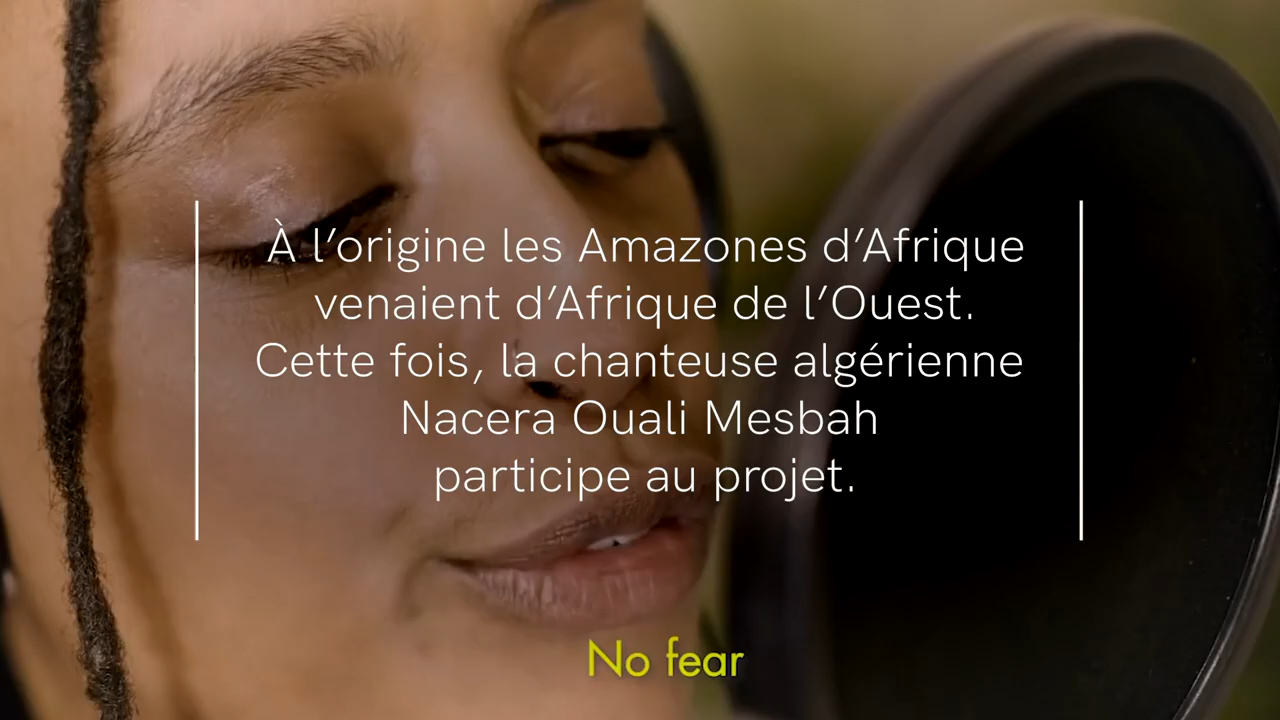 À l’origine les Amazones d’Afrique
venaient d’Afrique de l’Ouest.
Cette fois, la chanteuse algérienne
Nacera Ouali Mesbah
participe au projet.
No fear